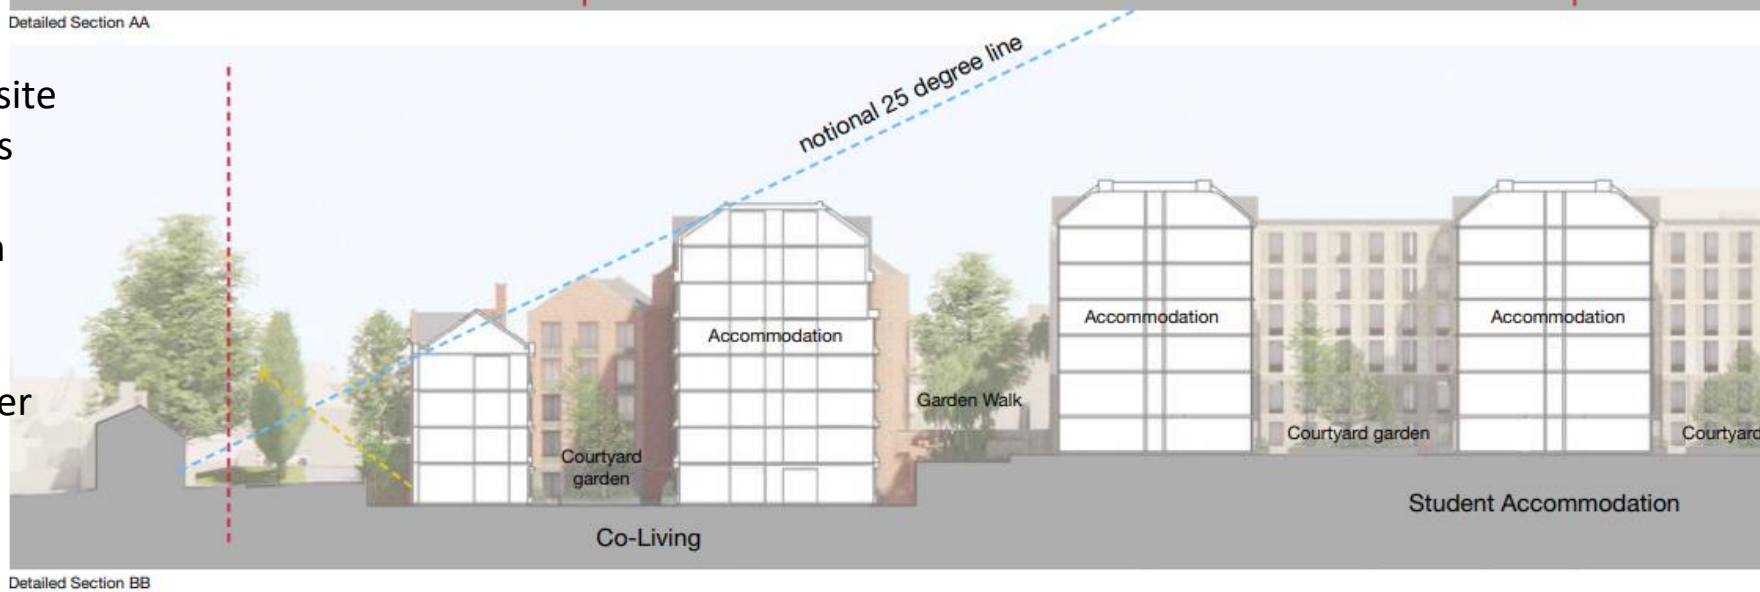 Detailed Section AA
site
s
notional 25 degree line
Accommodation
Accommodation
Accommodation
Garden Walk
Courtyard garden
Courtyard
Courtyard
garden
er
Student Accommodation
Co-Living
Detailed Section BB